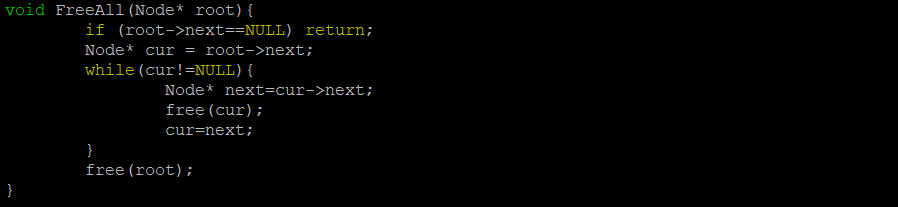 void FreeAll(Node* root){
        if (root->next==NULL) return;
        Node* cur = root->next;
        while(cur!=NULL){
                Node* next=cur->next;
                free(cur);
                cur=next;
        }
        free(root);
}